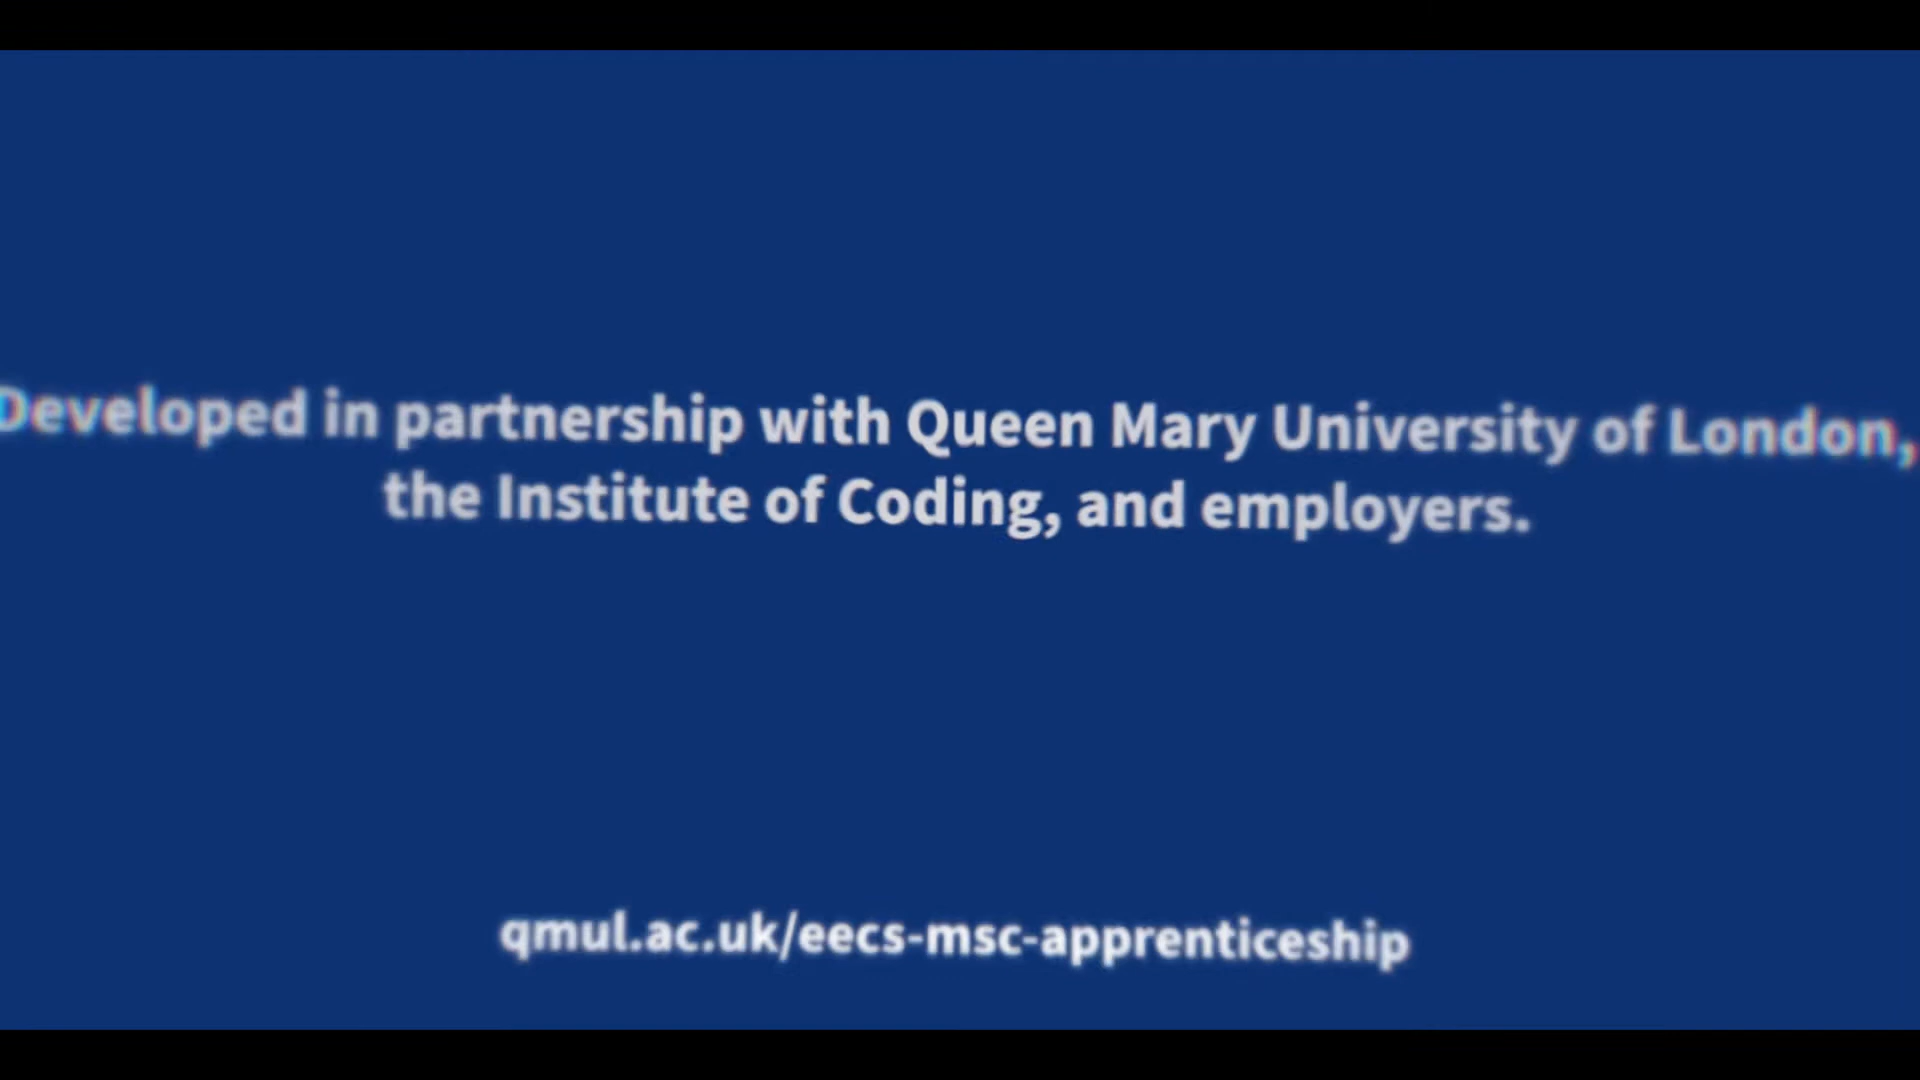 Developed in partnership with Queen Mary University of London,
the Institute of Coding, and employers.
qmul.ac.uk/eecs-msc-apprenticeship